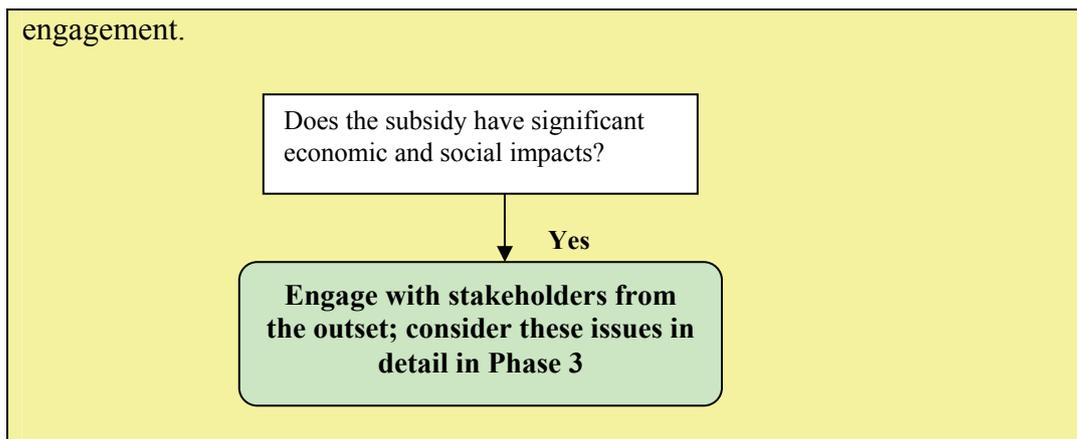 engagement.
Does the subsidy have significant
economic and social impacts?
Yes
Engage with stakeholders from
the outset; consider these issues in
detail in Phase 3